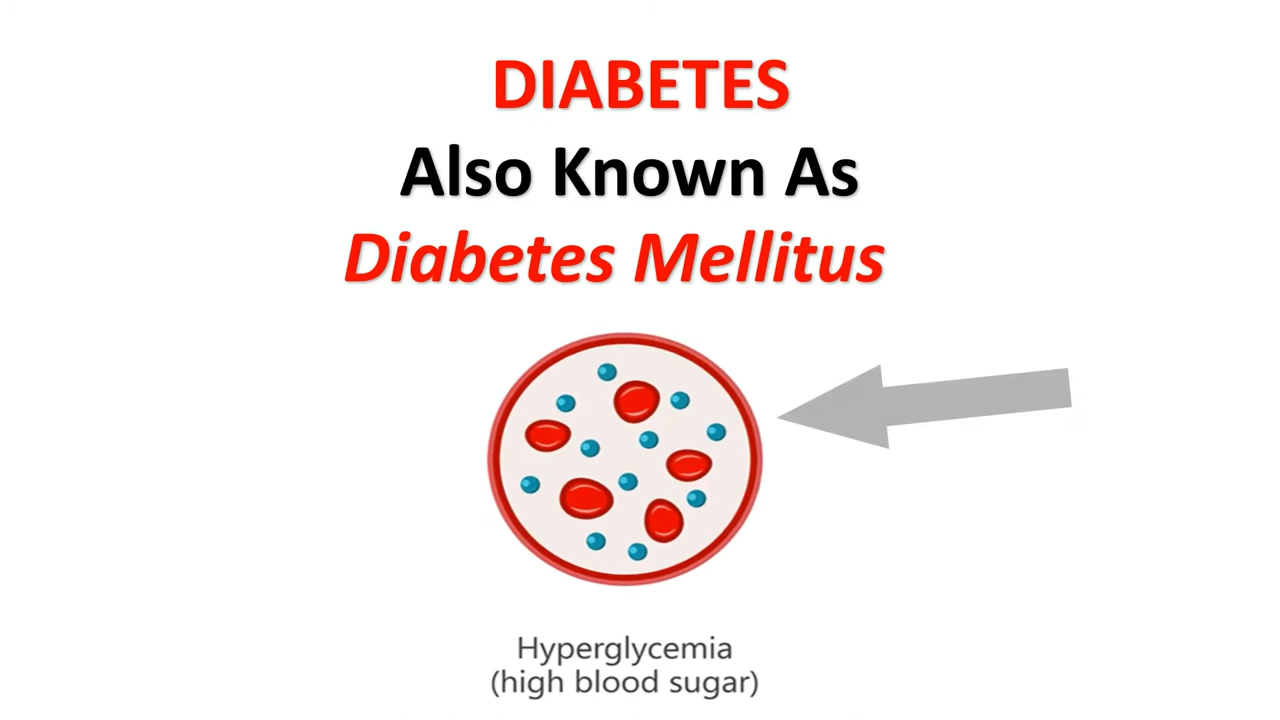 DIABETES
Also Known As
Diabetes Mellitus
Hyperglycemia
(high blood sugar)